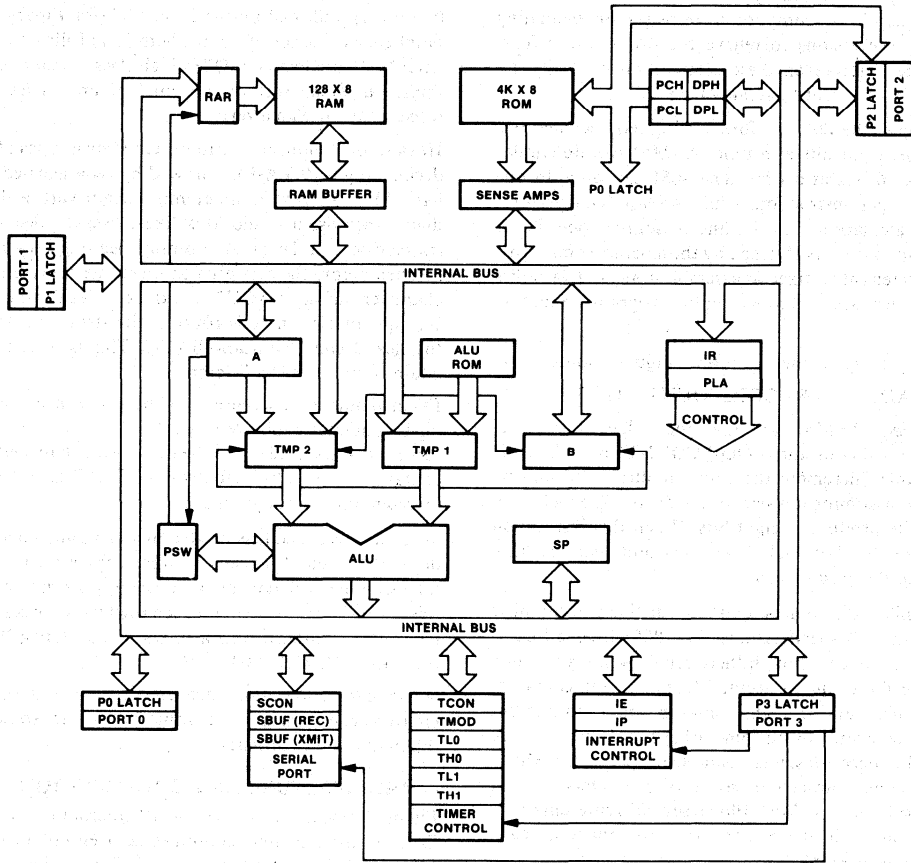 RAR
128 X 8
RAM
4K X 8
ROM
PCH
DPH
PCL
DPL
P2 LATCH
PORT 2
P0 LATCH
RAM BUFFER
SENSE AMPS
PORT 1
P1 LATCH
INTERNAL BUS
A
ALU
ROM
IR
PLA
CONTROL
TMP 2
TMP 1
B
PSW
ALU
SP
INTERNAL BUS
P0 LATCH
PORT 0
SCON
SBUF (REC)
SBUF (XMIT)
SERIAL
PORT
TCON
TMOD
TL0
TH0
TL1
TH1
TIMER
CONTROL
IE
IP
INTERRUPT
CONTROL
P3 LATCH
PORT 3